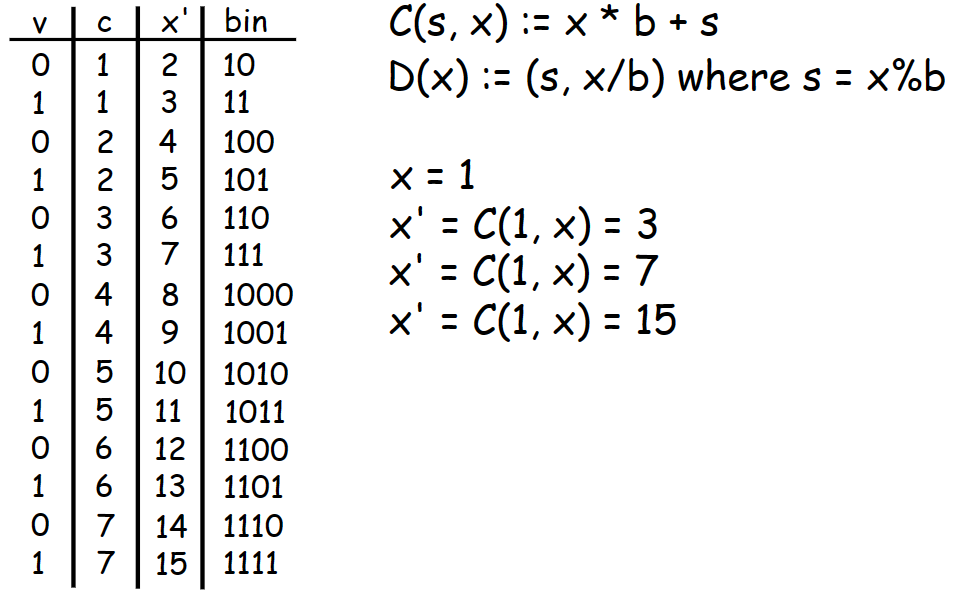 v c x' bin
0 1 2 10
1 1 3 11
0 2 4 100
1 2 5 101
0 3 6 110
1 3 7 111
0 4 8 1000
1 4 9 1001
0 5 10 1010
1 5 11 1011
0 6 12 1100
1 6 13 1101
0 7 14 1110
1 7 15 1111
C(s, x) := x * b + s
D(x) := (s, x/b) where s = x%b
x = 1
x' = C(1, x) = 3
x' = C(1, x) = 7
x' = C(1, x) = 15